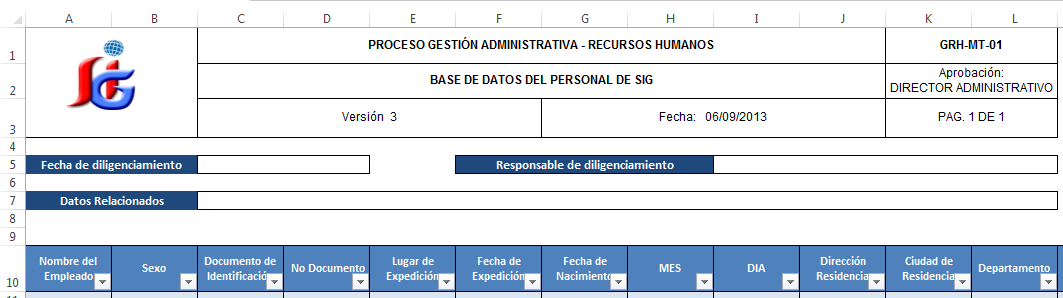 A B C D E F G H I J K L
1 PROCESO GESTIÓN ADMINISTRATIVA - RECURSOS HUMANOS GRH-MT-01
SIG
2 BASE DE DATOS DEL PERSONAL DE SIG Aprobación:
DIRECTOR ADMINISTRATIVO
3 Versión 3 Fecha: 06/09/2013 PAG. 1 DE 1
4
5 Fecha de diligenciamiento Responsable de diligenciamiento
6
7 Datos Relacionados
8
9
10 Nombre del Empleado Sexo Documento de Identificación No Documento Lugar de Expedición Fecha de Expedición Fecha de Nacimiento MES DIA Dirección Residencia Ciudad de Residencia Departamento
11